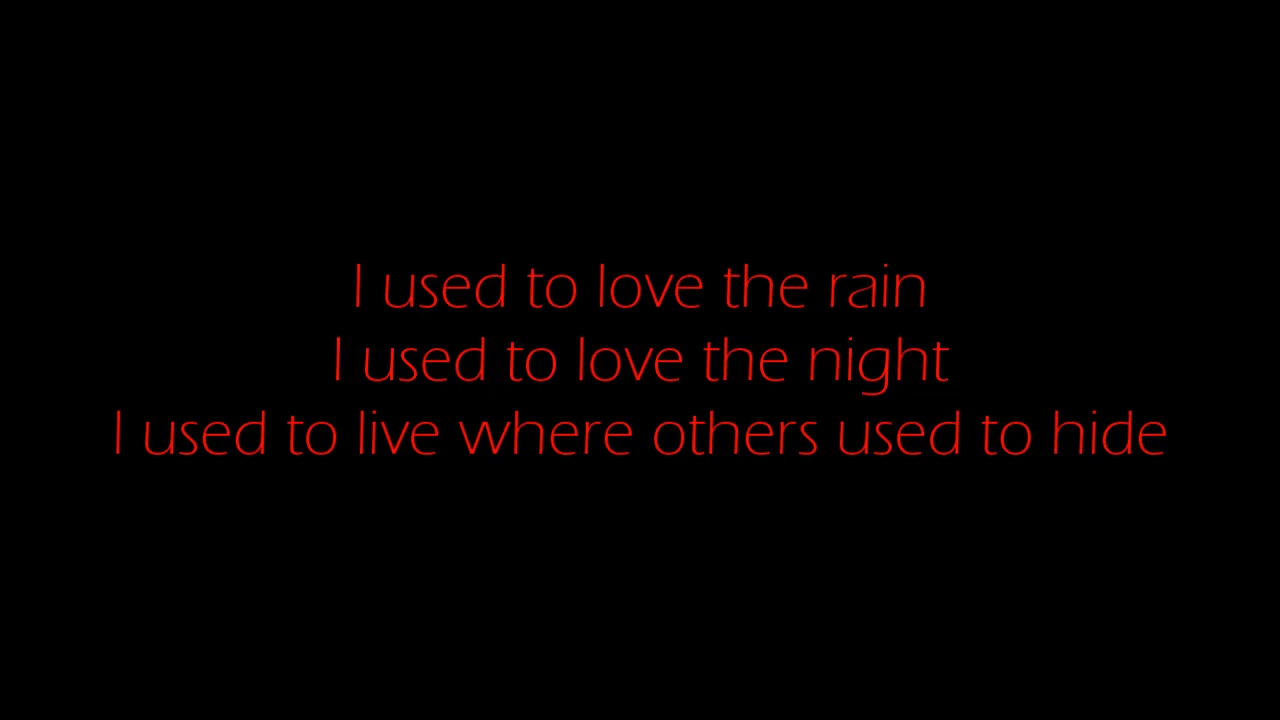 I used to love the rain
I used to love the night
I used to live where others used to hide